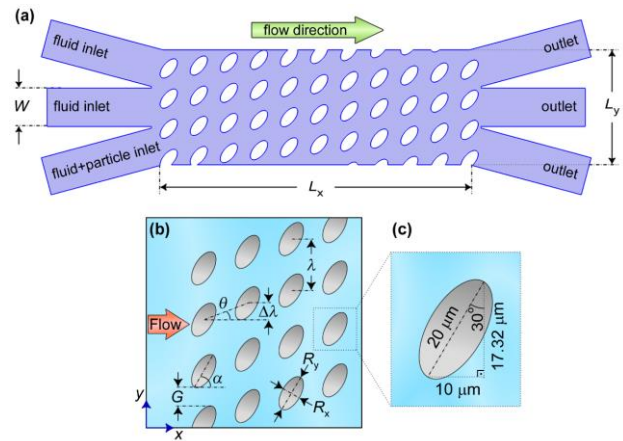 (a)
flow direction
fluid inlet
outlet
W
fluid inlet
outlet
Ly
fluid+particle inlet
outlet
Lx
(b)
(c)
λ
θ
Δλ
Flow
20 μm
30°
17.32 μm
Ry
α
G
Rx
10 μm
y
x